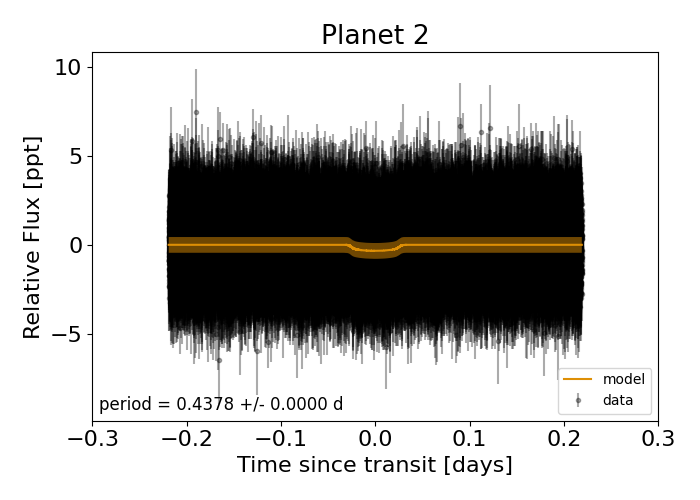 Planet 2
Relative Flux [ppt]
10
5
0
−5
period = 0.4378 +/- 0.0000 d
model
data
−0.3
−0.2
−0.1
0.0
0.1
0.2
0.3
Time since transit [days]